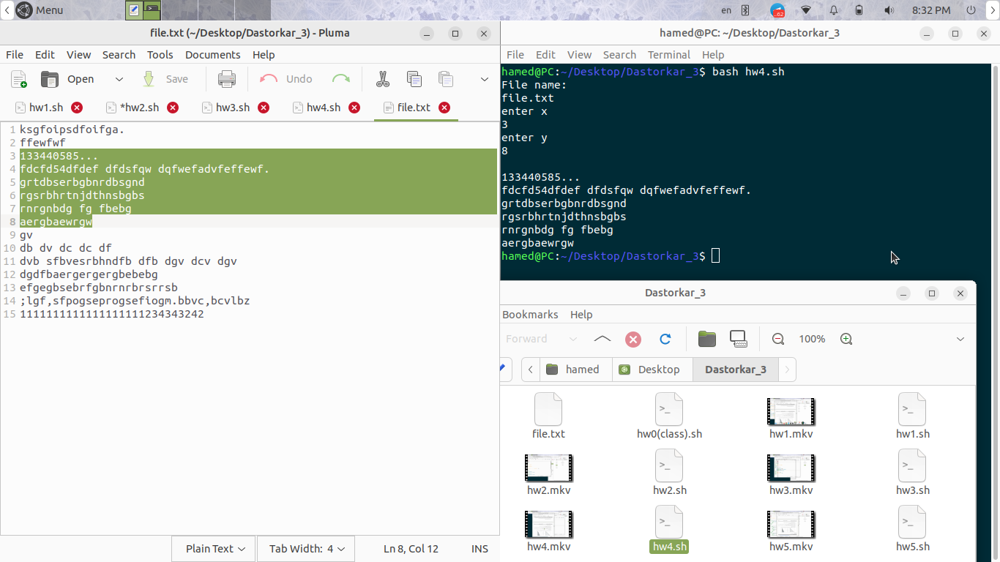 Menu
en
62
8:32 PM
file.txt (~/Desktop/Dastorkar_3) - Pluma
File Edit View Search Tools Documents Help
Open Save Undo
hw1.sh *hw2.sh hw3.sh hw4.sh file.txt
1 ksgfoipsdfoifga.
2 ffewfwf
3 133440585...
4 fdcfd54dfdef dfdsfqw dqfwefadvfeffewf.
5 grtdbserbgbnrdbsgnd
6 rgsrbhrtnjdthnsbgbs
7 rnrgnbdg fg fbebg
8 aergbaewrgw
9 gv
10 db dv dc dc df
11 dvb sfbvesrbhndfb dfb dgv dcv dgv
12 dgdfbaergergergbebebg
13 efgegbsebrfgbnrnrbrsrrsb
14 ;lgf,sfpogseprogsefiogm.bbvc,bcvlbz
15 1111111111111111111234343242
Plain Text Tab Width: 4 Ln 8, Col 12 INS
hamed@PC: ~/Desktop/Dastorkar_3
File Edit View Search Terminal Help
hamed@PC:~/Desktop/Dastorkar_3$ bash hw4.sh
File name:
file.txt
enter x
3
enter y
8
133440585...
fdcfd54dfdef dfdsfqw dqfwefadvfeffewf.
grtdbserbgbnrdbsgnd
rgsrbhrtnjdthnsbgbs
rnrgnbdg fg fbebg
aergbaewrgw
hamed@PC:~/Desktop/Dastorkar_3$
Dastorkar_3
Bookmarks Help
Forward 100%
hamed Desktop Dastorkar_3
file.txt hw0(class).sh hw1.mkv hw1.sh
hw2.mkv hw2.sh hw3.mkv hw3.sh
hw4.mkv hw4.sh hw5.mkv hw5.sh